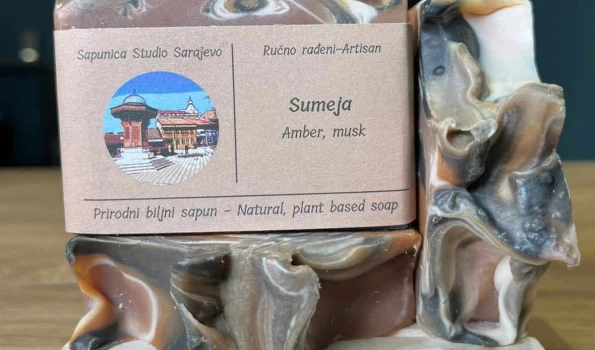 Sapunica Studio Sarajevo
Ručno rađeni-Artisan
Sumeja
Amber, musk
Prirodni biljni sapun - Natural, plant based soap